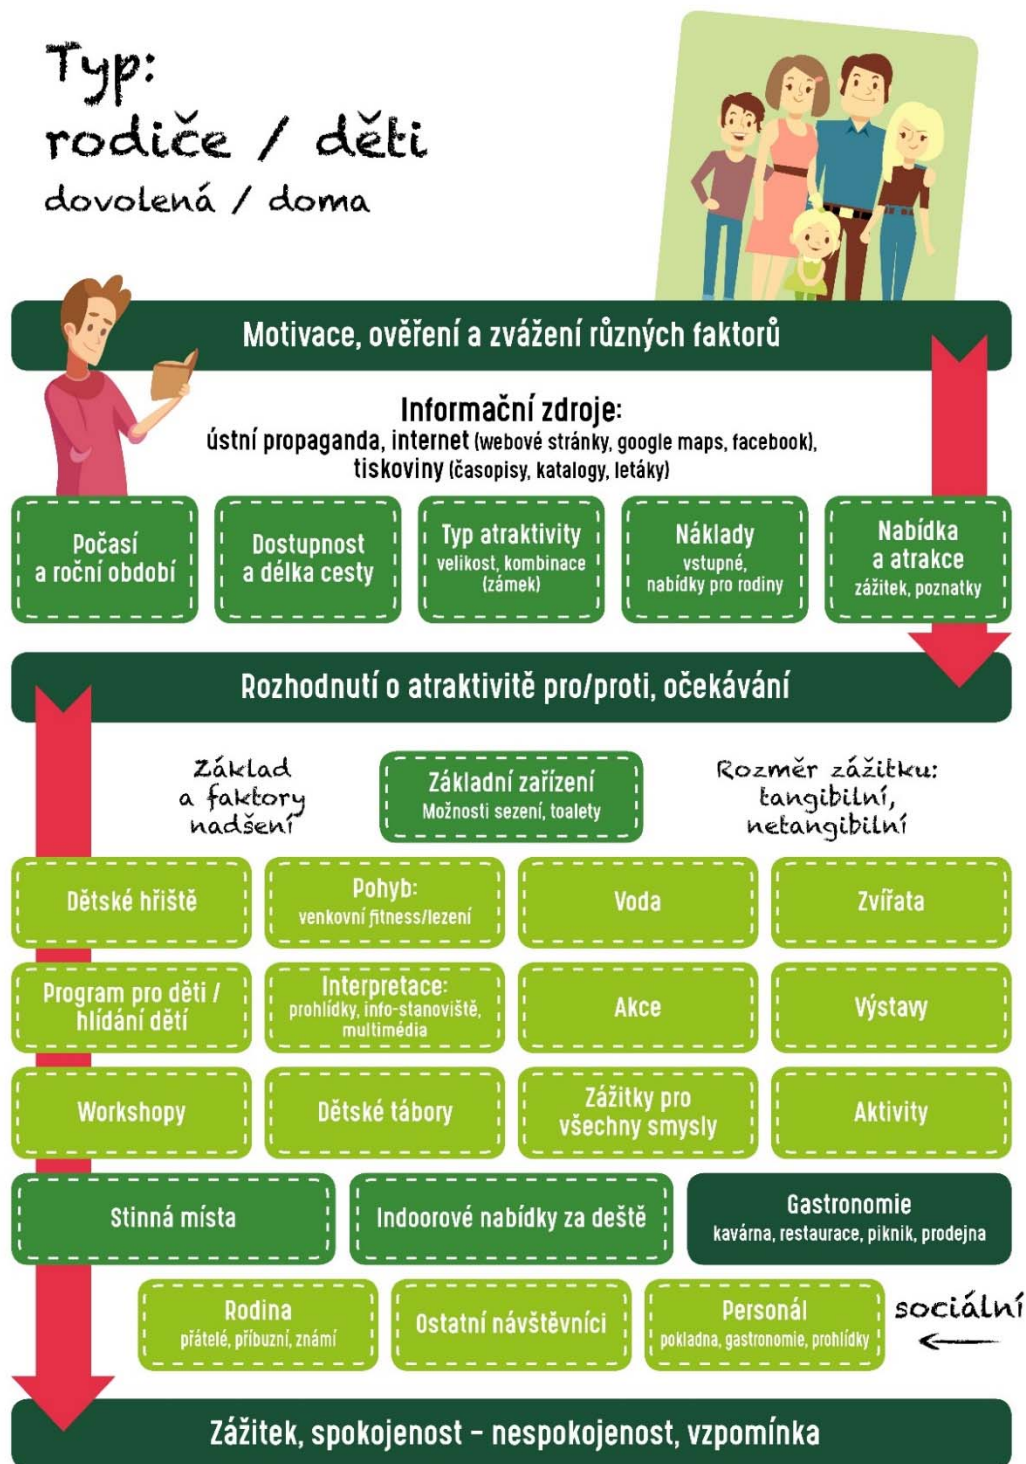 Typ:
rodiče / děti
dovolená / doma
Motivace, ověření a zvážení různých faktorů
Informační zdroje:
ústní propaganda, internet (webové stránky, google maps, facebook),
tiskoviny (časopisy, katalogy, letáky)
Počasí
a roční období
Dostupnost
a délka cesty
Typ atraktivity
velikost, kombinace
(zámek)
Náklady
vstupné,
nabídky pro rodiny
Nabídka
a atrakce
zážitek, poznatky
Rozhodnutí o atraktivitě pro/proti, očekávání
Základ
a faktory
nadšení
Základní zařízení
Možnosti sezení, toalety
Rozměr zážitku:
tangibilní,
netangibilní
Dětské hřiště
Pohyb:
venkovní fitness/lezení
Voda
Zvířata
Program pro děti /
hlídání dětí
Interpretace:
prohlídky, info-stanoviště,
multimédia
Akce
Výstavy
Workshopy
Dětské tábory
Zážitky pro
všechny smysly
Aktivity
Stinná místa
Indoorové nabídky za deště
Gastronomie
kavárna, restaurace, piknik, prodejna
Rodina
přátelé, příbuzní, známí
Ostatní návštěvníci
Personál
pokladna, gastronomie, prohlídky
sociální
Zážitek, spokojenost – nespokojenost, vzpomínka